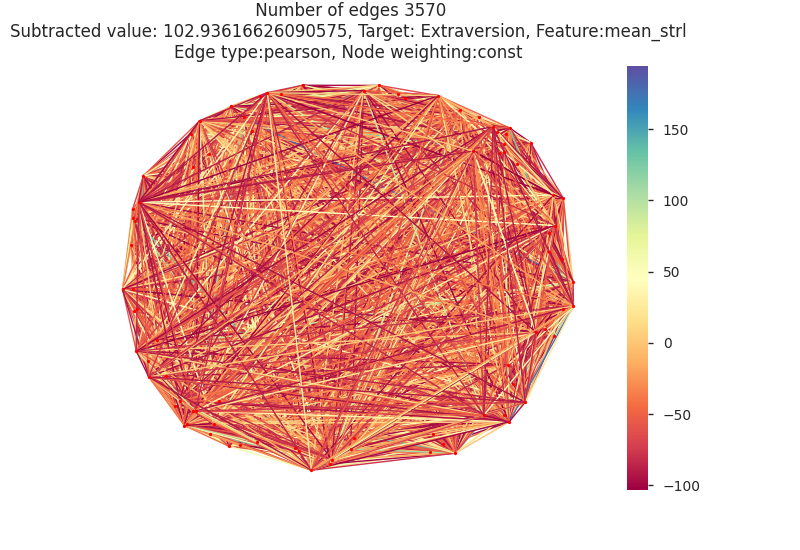 Number of edges 3570
Subtracted value: 102.93616626090575, Target: Extraversion, Feature:mean_strl
Edge type:pearson, Node weighting:const
150
100
50
0
−50
−100